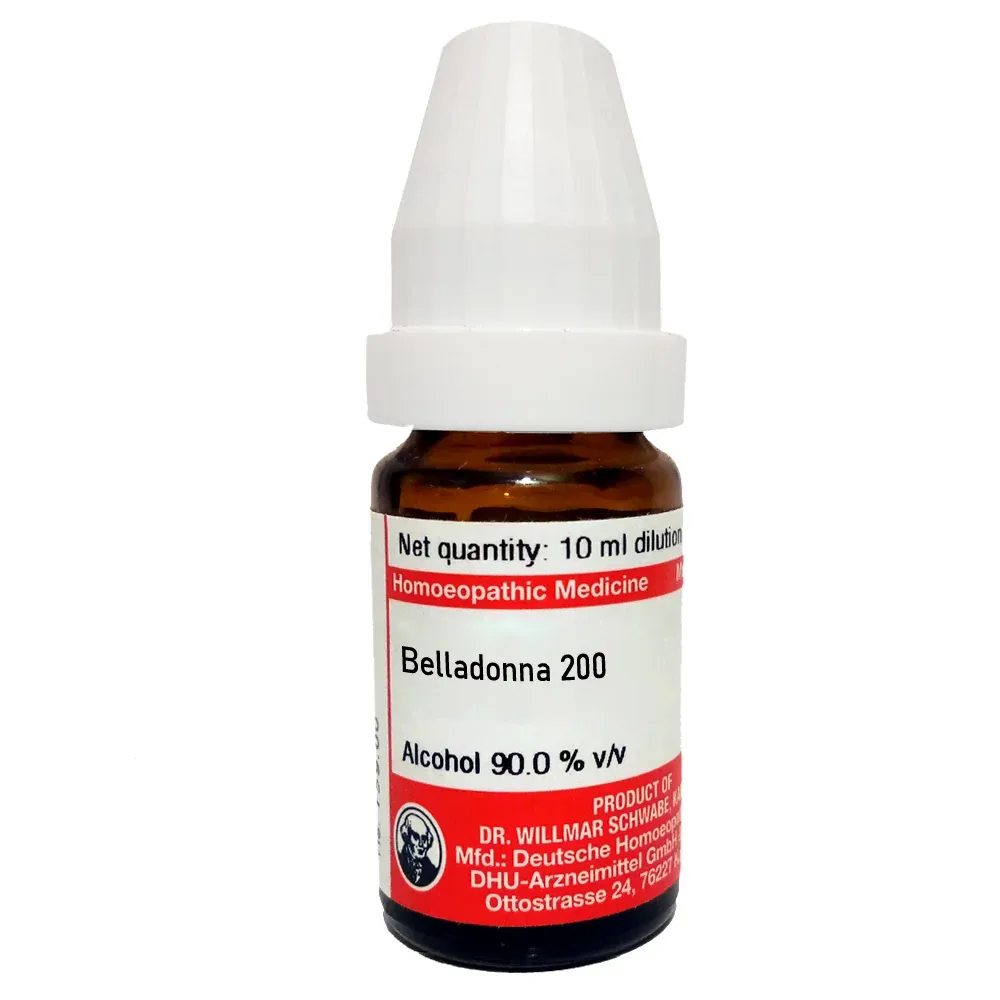 Net quantity: 10 ml dilution
Homoeopathic Medicine
Belladonna 200
Alcohol 90.0 % v/v
PRODUCT OF
DR. WILLMAR SCHWABE,
Mfd.: Deutsche
DHU-Arzneimittel GmbH
Ottostrasse 24, 76227